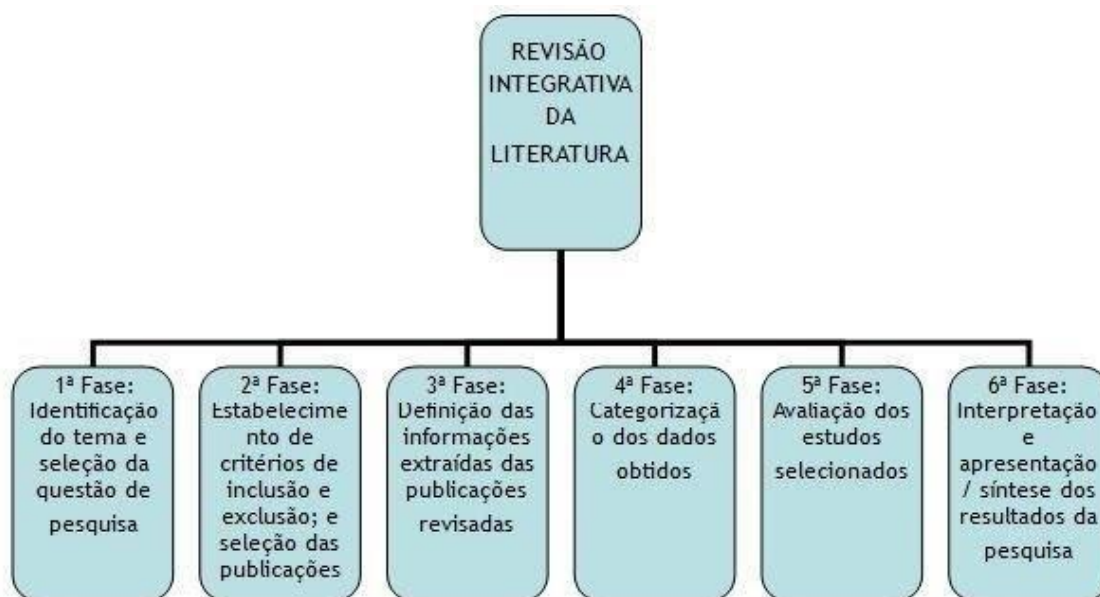 REVISÃO
INTEGRATIVA
DA
LITERATURA
1ª Fase:
Identificação
do tema e
seleção da
questão de
pesquisa
2ª Fase:
Estabelecime
nto de
critérios de
inclusão e
exclusão; e
seleção das
publicações
3ª Fase:
Definição das
informações
extraídas das
publicações
revisadas
4ª Fase:
Categorizaçã
o dos dados
obtidos
5ª Fase:
Avaliação dos
estudos
selecionados
6ª Fase:
Interpretação
e
apresentação
/ síntese dos
resultados da
pesquisa